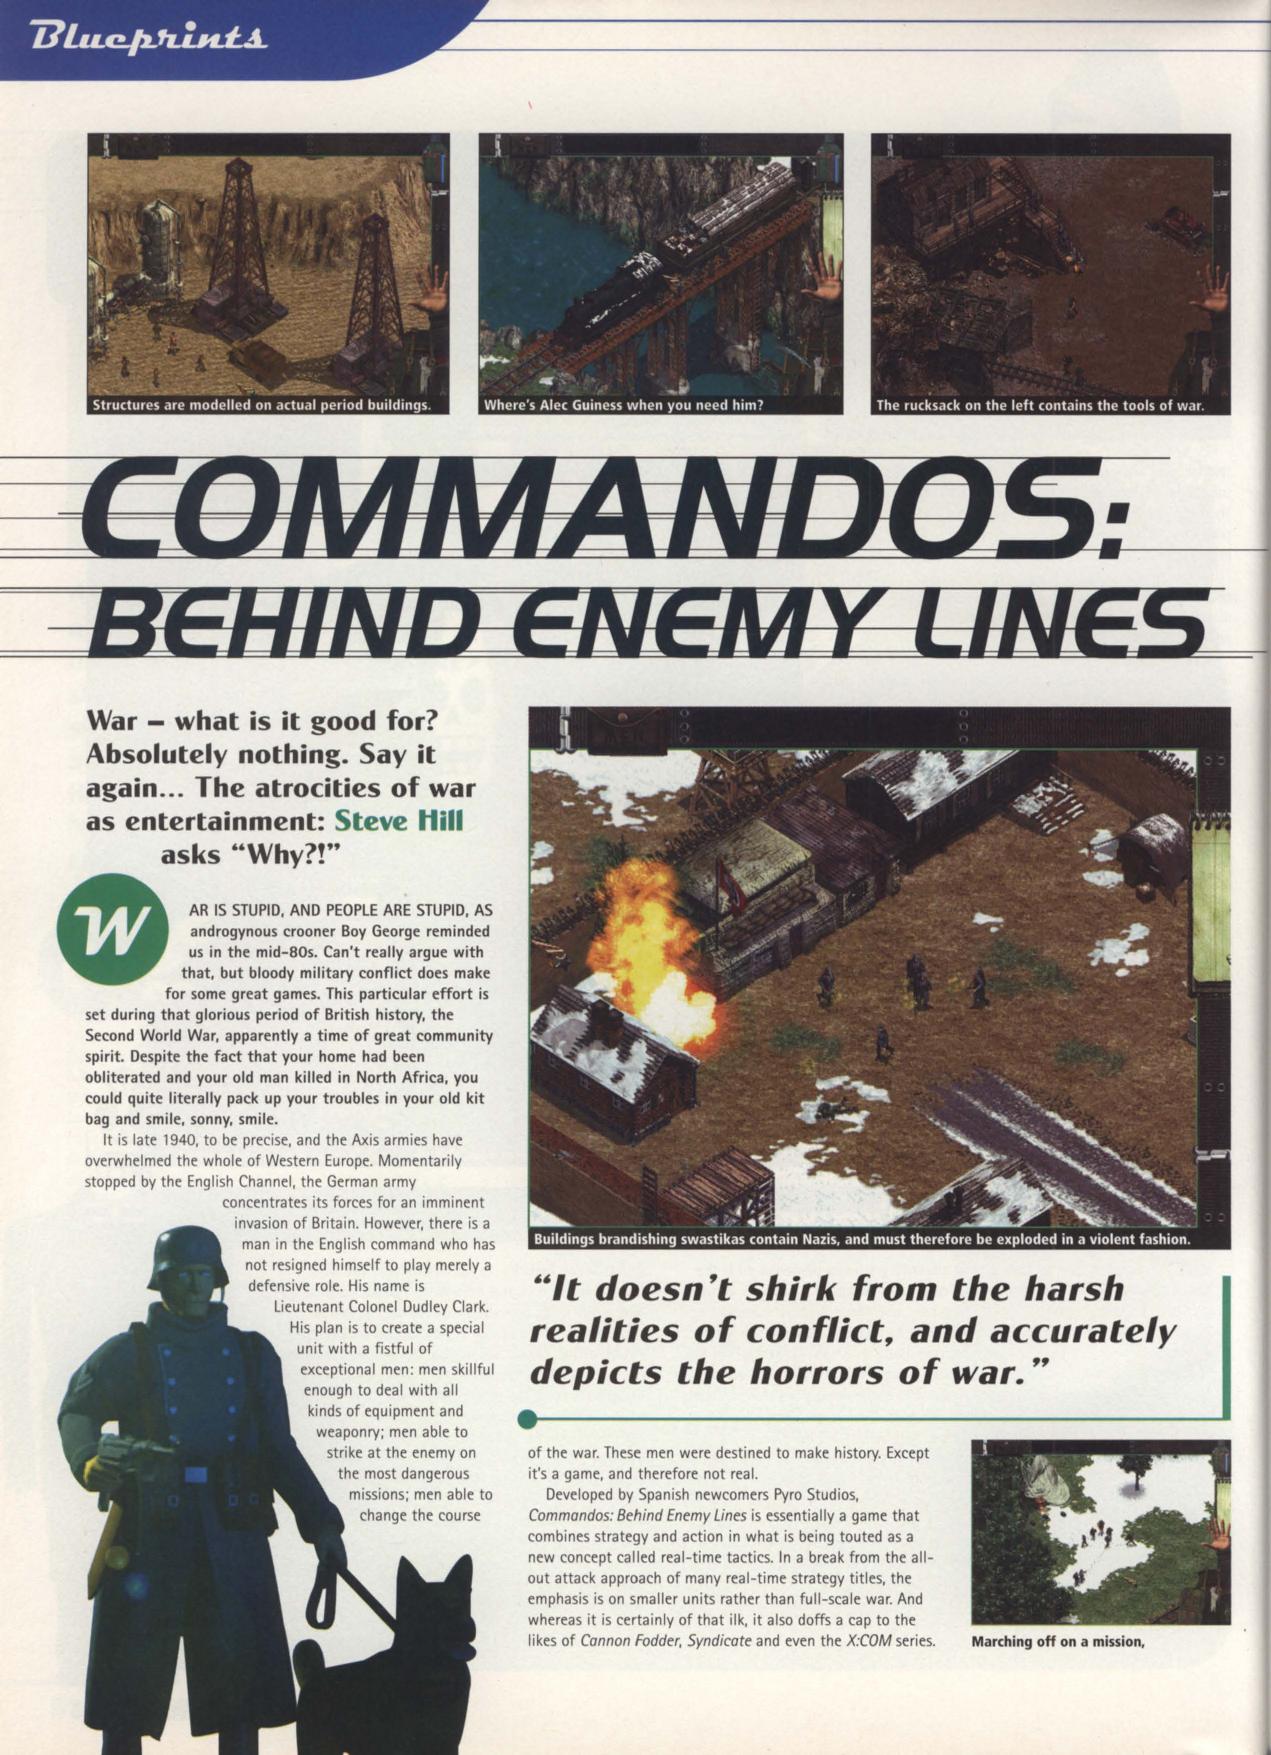 Blueprints
Structures are modelled on actual period buildings.
Where's Alec Guiness when you need him?
The rucksack on the left contains the tools of war.
COMMANDOS:
BEHIND ENEMY LINES
War – what is it good for?
Absolutely nothing. Say it
again... The atrocities of war
as entertainment: Steve Hill
asks “Why?!”
W
AR IS STUPID, AND PEOPLE ARE STUPID, AS
androgynous crooner Boy George reminded
us in the mid-80s. Can't really argue with
that, but bloody military conflict does make
for some great games. This particular effort is
set during that glorious period of British history, the
Second World War, apparently a time of great community
spirit. Despite the fact that your home had been
obliterated and your old man killed in North Africa, you
could quite literally pack up your troubles in your old kit
bag and smile, sonny, smile.
It is late 1940, to be precise, and the Axis armies have
overwhelmed the whole of Western Europe. Momentarily
stopped by the English Channel, the German army
concentrates its forces for an imminent
invasion of Britain. However, there is a
man in the English command who has
not resigned himself to play merely a
defensive role. His name is
Lieutenant Colonel Dudley Clark.
His plan is to create a special
unit with a fistful of
exceptional men: men skillful
enough to deal with all
kinds of equipment and
weaponry; men able to
strike at the enemy on
the most dangerous
missions; men able to
change the course
Buildings brandishing swastikas contain Nazis, and must therefore be exploded in a violent fashion.
“It doesn't shirk from the harsh
realities of conflict, and accurately
depicts the horrors of war.”
of the war. These men were destined to make history. Except
it's a game, and therefore not real.
Developed by Spanish newcomers Pyro Studios,
Commandos: Behind Enemy Lines is essentially a game that
combines strategy and action in what is being touted as a
new concept called real-time tactics. In a break from the all-
out attack approach of many real-time strategy titles, the
emphasis is on smaller units rather than full-scale war. And
whereas it is certainly of that ilk, it also doffs a cap to the
likes of Cannon Fodder, Syndicate and even the X:COM series.
Marching off on a mission,